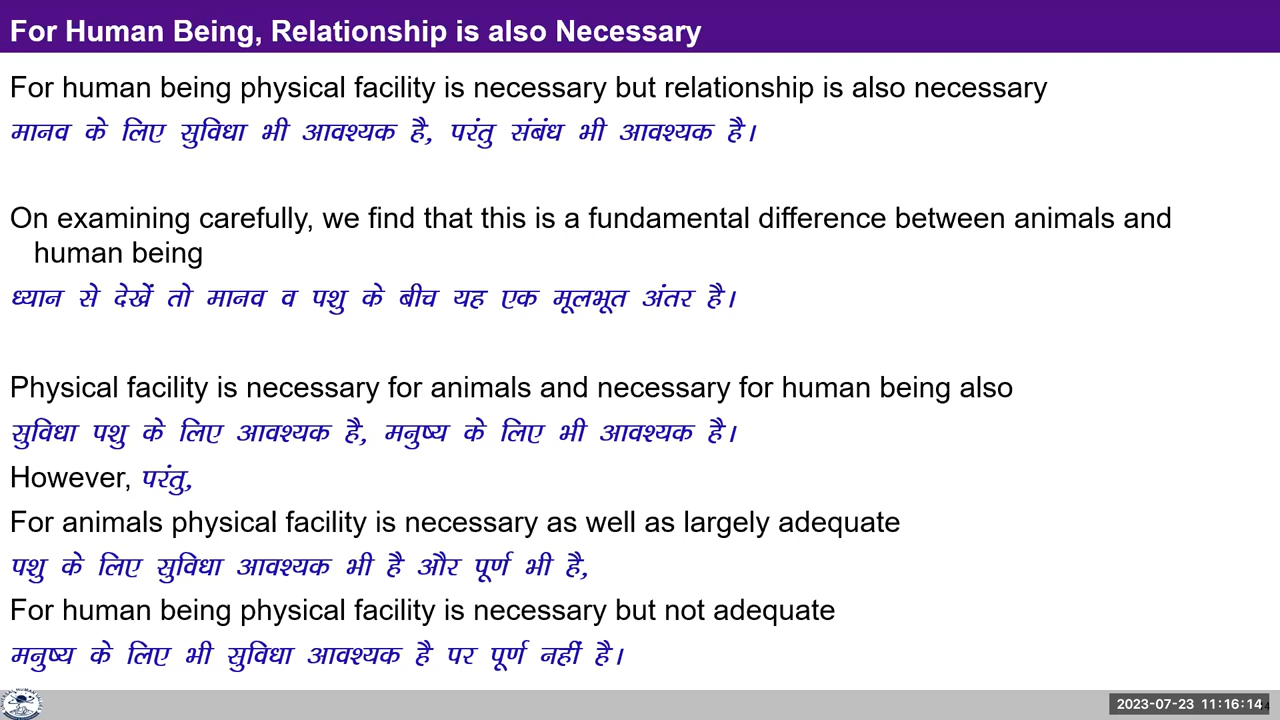 For Human Being, Relationship is also Necessary
For human being physical facility is necessary but relationship is also necessary
मानव के लिए सुविधा भी आवश्यक है, परंतु संबंध भी आवश्यक है।
On examining carefully, we find that this is a fundamental difference between animals and
human being
ध्यान से देखें तो मानव व पशु के बीच यह एक मूलभूत अंतर है।
Physical facility is necessary for animals and necessary for human being also
सुविधा पशु के लिए आवश्यक है, मनुष्य के लिए भी आवश्यक है।
However, परंतु,
For animals physical facility is necessary as well as largely adequate
पशु के लिए सुविधा आवश्यक भी है और पूर्ण भी है,
For human being physical facility is necessary but not adequate
मनुष्य के लिए भी सुविधा आवश्यक है पर पूर्ण नहीं है।
2023-07-23 11:16:14